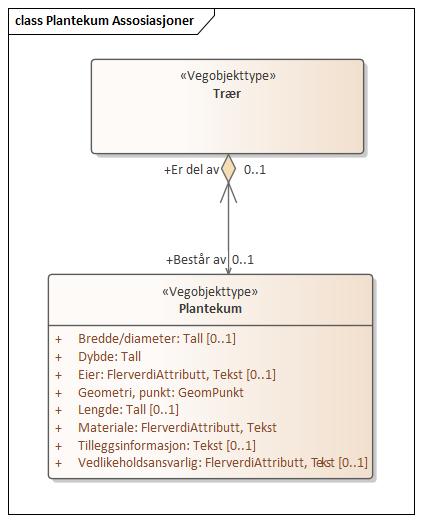 class Plantekum Assosiasjoner
«Vegobjekttype»
Trær
+Er del av 0..1
+Består av 0..1
«Vegobjekttype»
Plantekum
+ Bredde/diameter: Tall [0..1]
+ Dybde: Tall
+ Eier: FlerverdiAttributt, Tekst [0..1]
+ Geometri, punkt: GeomPunkt
+ Lengde: Tall [0..1]
+ Materiale: FlerverdiAttributt, Tekst
+ Tilleggsinformasjon: Tekst [0..1]
+ Vedlikeholdsansvarlig: FlerverdiAttributt, Tekst [0..1]